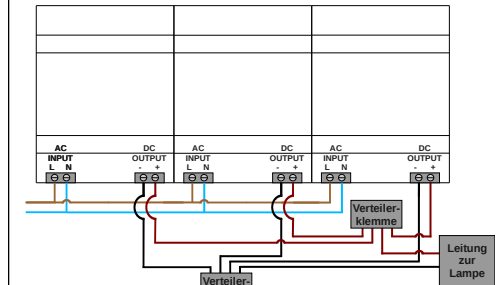 AC DC AC DC AC DC
INPUT OUTPUT INPUT OUTPUT INPUT OUTPUT
L N - + L N - + L N - +
Verteiler-
klemme
Leitung
zur
Lampe
Verteiler-